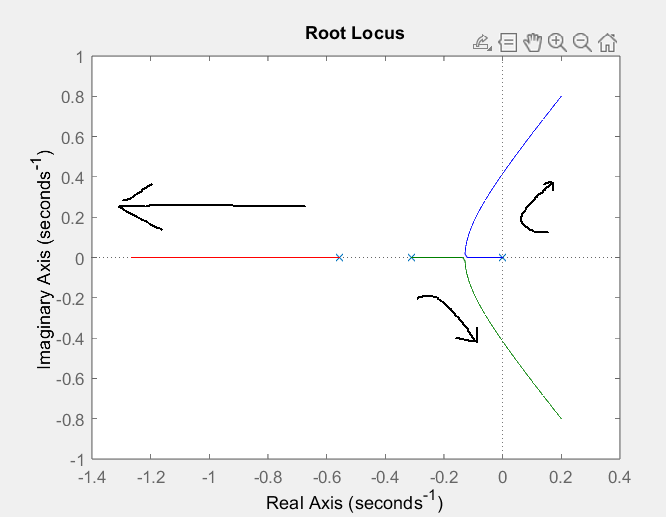 Root Locus
1
0.8
0.6
0.4
0.2
0
-0.2
-0.4
-0.6
-0.8
-1
Imaginary Axis (seconds⁻¹)
-1.4 -1.2 -1 -0.8 -0.6 -0.4 -0.2 0 0.2 0.4
Real Axis (seconds⁻¹)